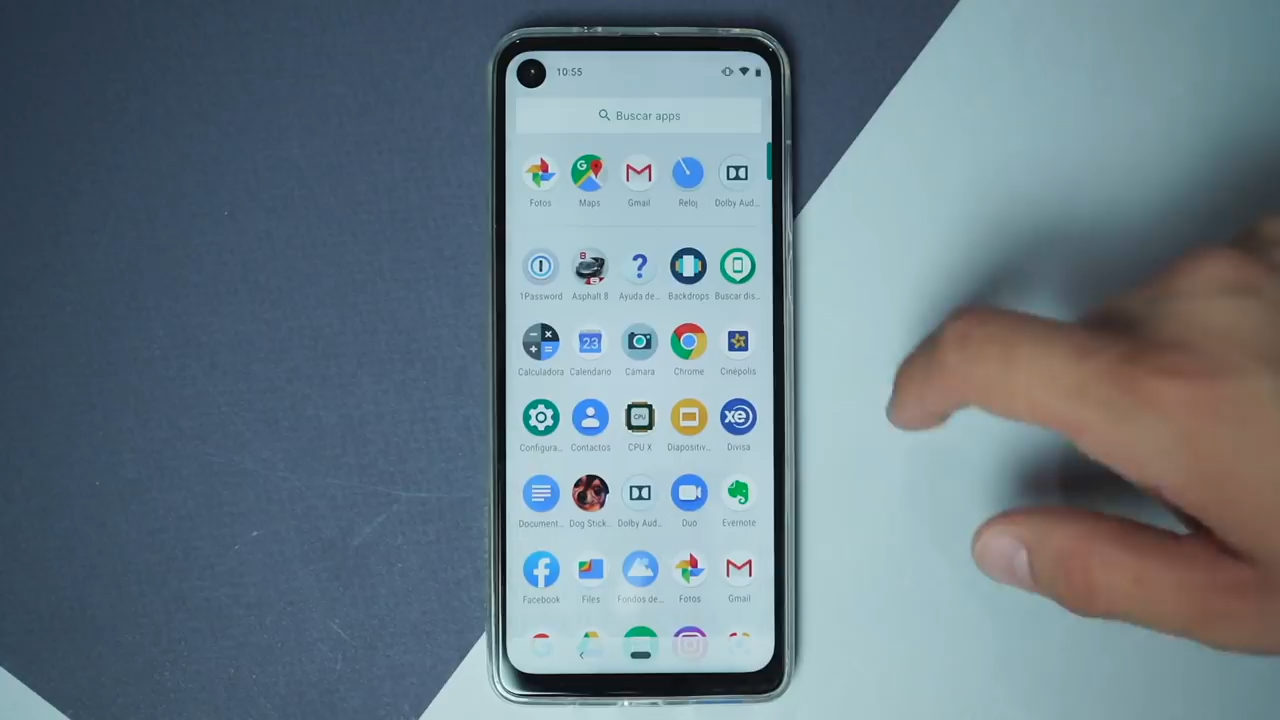 10:55
Buscar apps
Fotos Maps Gmail Reloj Dolby Aud...
8
1Password Asphalt 8 Ayuda de... Backdrops Buscar dis...
23
Calculadora Calendario Cámara Chrome Cinépolis
CPU
xe
Configura... Contactos CPU X Diapositiv... Divisa
Document... Dog Stick... Dolby Aud... Duo Evernote
Facebook Files Fondos de... Fotos Gmail